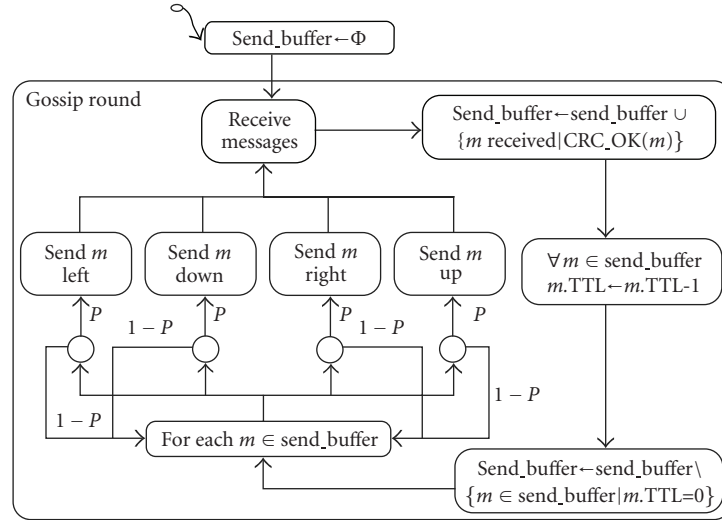 Send_buffer←Φ
Gossip round
Receive
messages
Send_buffer←send_buffer ∪
{m received|CRC_OK(m)}
Send m
left
Send m
down
Send m
right
Send m
up
∀ m ∈ send_buffer
m.TTL←m.TTL-1
P
P
P
P
1 − P
1 − P
1 − P
1 − P
For each m ∈ send_buffer
Send_buffer←send_buffer\
{m ∈ send_buffer|m.TTL=0}